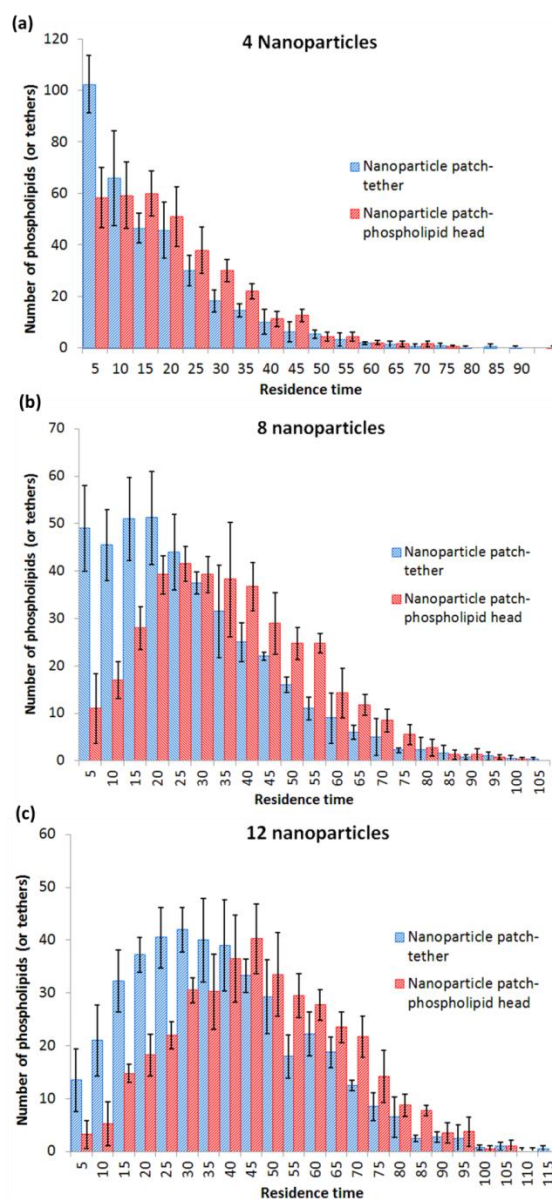 (a)
4 Nanoparticles
120
100
80
60
40
20
0
Number of phospholipids (or tethers)
Nanoparticle patch-
tether
Nanoparticle patch-
phospholipid head
5 10 15 20 25 30 35 40 45 50 55 60 65 70 75 80 85 90
Residence time
(b)
8 nanoparticles
70
60
50
40
30
20
10
0
Number of phospholipids (or tethers)
Nanoparticle patch-
tether
Nanoparticle patch-
phospholipid head
5 10 15 20 25 30 35 40 45 50 55 60 65 70 75 80 85 90 95 100 105
Residence time
(c)
12 nanoparticles
60
50
40
30
20
10
0
Number of phospholipids (or tethers)
Nanoparticle patch-
tether
Nanoparticle patch-
phospholipid head
5 10 15 20 25 30 35 40 45 50 55 60 65 70 75 80 85 90 95 100 105 110 115
Residence time